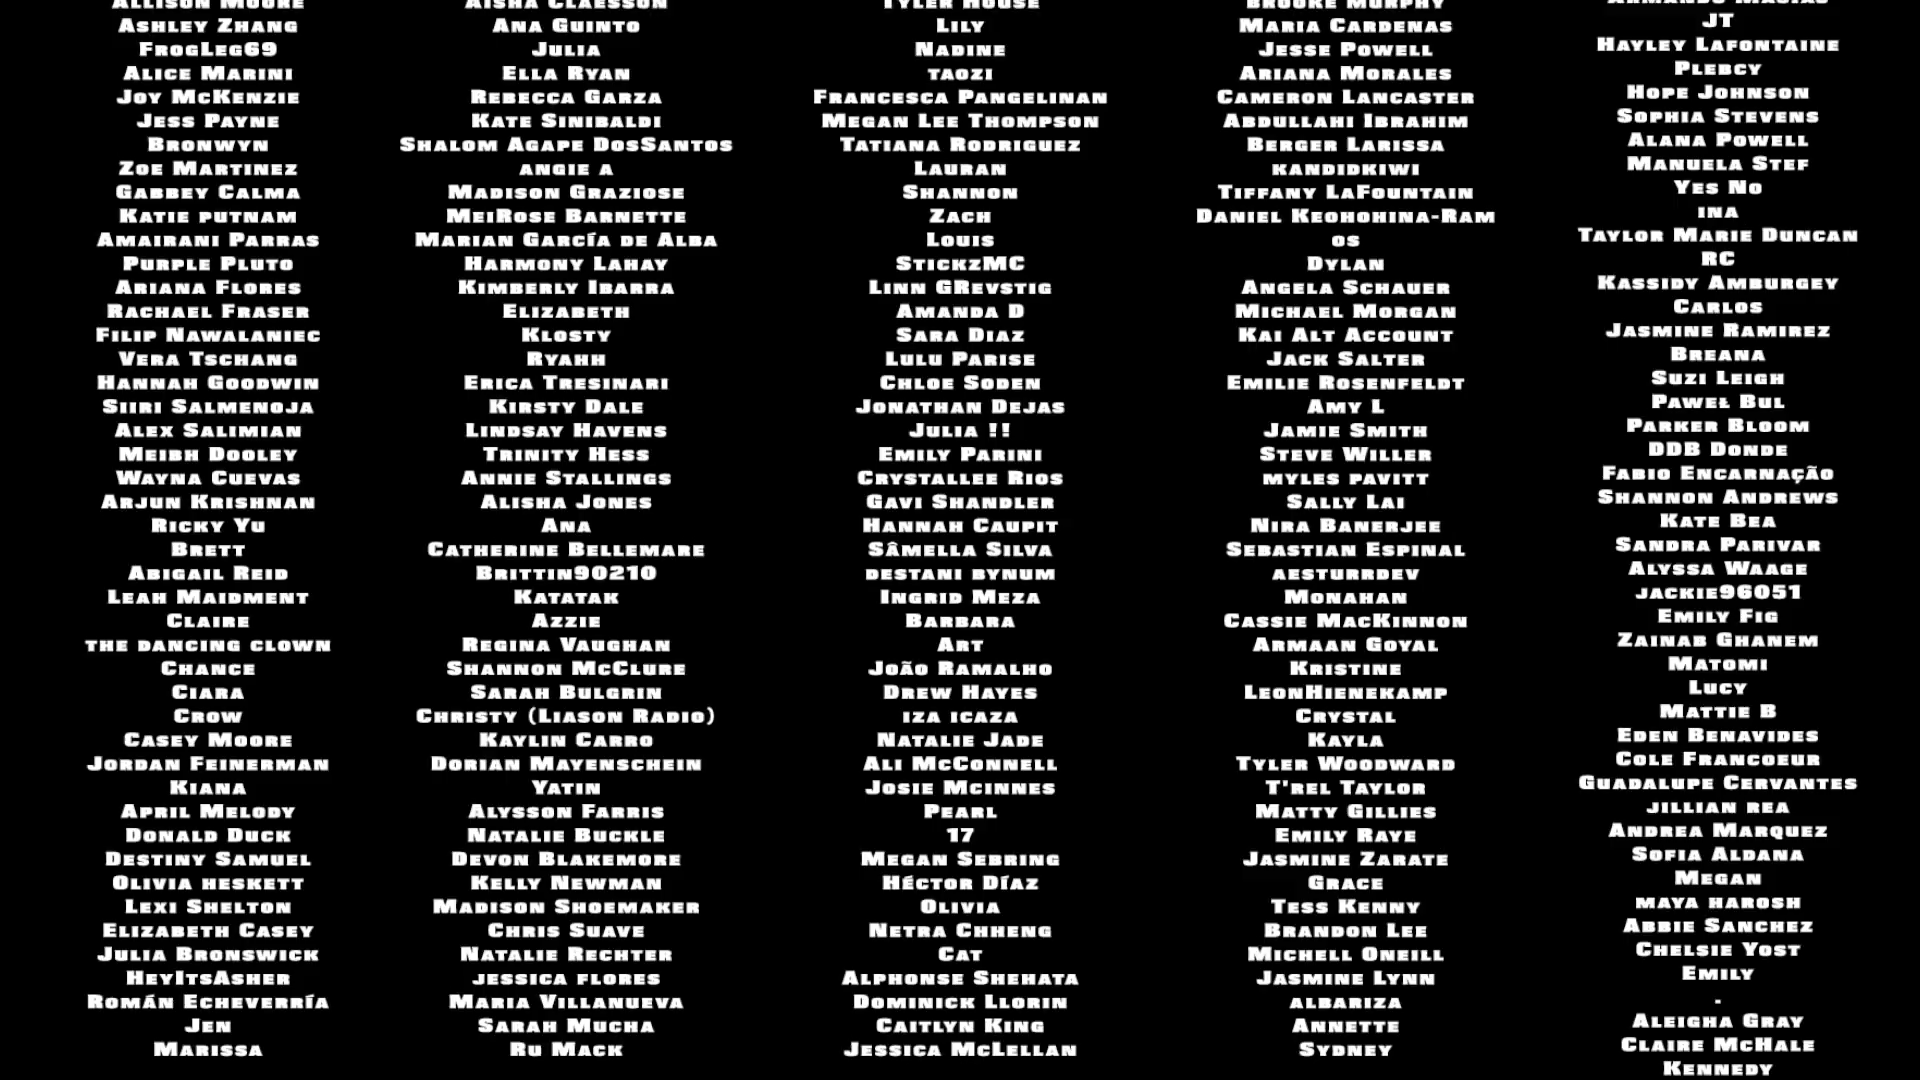 Allison Moore
Ashley Zhang
FrogLeg69
Alice Marini
Joy McKenzie
Jess Payne
Bronwyn
Zoe Martinez
Gabbey Calma
Katie putnam
Amairani Parras
Purple Pluto
Ariana Flores
Rachael Fraser
Filip Nawalaniec
Vera Tschang
Hannah Goodwin
Siiri Salmenoja
Alex Salimian
Meibh Dooley
Wayna Cuevas
Arjun Krishnan
Ricky Yu
Brett
Abigail Reid
Leah Maidment
Claire
the dancing clown
Chance
Ciara
Crow
Casey Moore
Jordan Feinerman
Kiana
April Melody
Donald Duck
Destiny Samuel
Olivia heskett
Lexi Shelton
Elizabeth Casey
Julia Bronswick
HeyItsAsher
Román Echeverría
Jen
Marissa
Aisha Claesson
Ana Guinto
Julia
Ella Ryan
Rebecca Garza
Kate Sinibaldi
Shalom Agape DosSantos
angie a
Madison Graziose
MeiRose Barnette
Marian García de Alba
Harmony Lahay
Kimberly Ibarra
Elizabeth
Klosty
Ryahh
Erica Tresinari
Kirsty Dale
Lindsay Havens
Trinity Hess
Annie Stallings
Alisha Jones
Ana
Catherine Bellemare
Brittin90210
Katatak
Azzie
Regina Vaughan
Shannon McClure
Sarah Bulgrin
Christy (Liason Radio)
Kaylin Carro
Dorian Mayenschein
Yatin
Alysson Farris
Natalie Buckle
Devon Blakemore
Kelly Newman
Madison Shoemaker
Chris Suave
Natalie Rechter
jessica flores
Maria Villanueva
Sarah Mucha
Ru Mack
Tyler House
Lily
Nadine
taozi
Francesca Pangelinan
Megan Lee Thompson
Tatiana Rodriguez
Lauran
Shannon
Zach
Louis
StickzMC
Linn GRevstig
Amanda D
Sara Diaz
Lulu Parise
Chloe Soden
Jonathan Dejas
Julia !!
Emily Parini
Crystallee Rios
Gavi Shandler
Hannah Caupit
Sâmella Silva
destani bynum
Ingrid Meza
Barbara
Art
João Ramalho
Drew Hayes
iza icaza
Natalie Jade
Ali McConnell
Josie Mcinnes
Pearl
17
Megan Sebring
Héctor Díaz
Olivia
Netra Chheng
Cat
Alphonse Shehata
Dominick Llorin
Caitlyn King
Jessica McLellan
Brooke Murphy
Maria Cardenas
Jesse Powell
Ariana Morales
Cameron Lancaster
Abdullahi Ibrahim
Berger Larissa
kandidkiwi
Tiffany LaFountain
Daniel Keohohina-Ram
os
Dylan
Angela Schauer
Michael Morgan
Kai Alt Account
Jack Salter
Emilie Rosenfeldt
Amy L
Jamie Smith
Steve Willer
myles pavitt
Sally Lai
Nira Banerjee
Sebastian Espinal
aesturrdev
Monahan
Cassie MacKinnon
Armaan Goyal
Kristine
LeonHienekamp
Crystal
Kayla
Tyler Woodward
T'rel Taylor
Matty Gillies
Emily Raye
Jasmine Zarate
Grace
Tess Kenny
Brandon Lee
Michell Oneill
Jasmine Lynn
albariza
Annette
Sydney
Armando Macias
JT
Hayley Lafontaine
Plebcy
Hope Johnson
Sophia Stevens
Alana Powell
Manuela Stef
Yes No
ina
Taylor Marie Duncan
RC
Kassidy Amburgey
Carlos
Jasmine Ramirez
Breana
Suzi Leigh
Paweł Bul
Parker Bloom
DDB Donde
Fabio Encarnação
Shannon Andrews
Kate Bea
Sandra Parivar
Alyssa Waage
jackie96051
Emily Fig
Zainab Ghanem
Matomi
Lucy
Mattie B
Eden Benavides
Cole Francoeur
Guadalupe Cervantes
jillian rea
Andrea Marquez
Sofia Aldana
Megan
maya harosh
Abbie Sanchez
Chelsie Yost
Emily
.
Aleigha Gray
Claire McHale
Kennedy